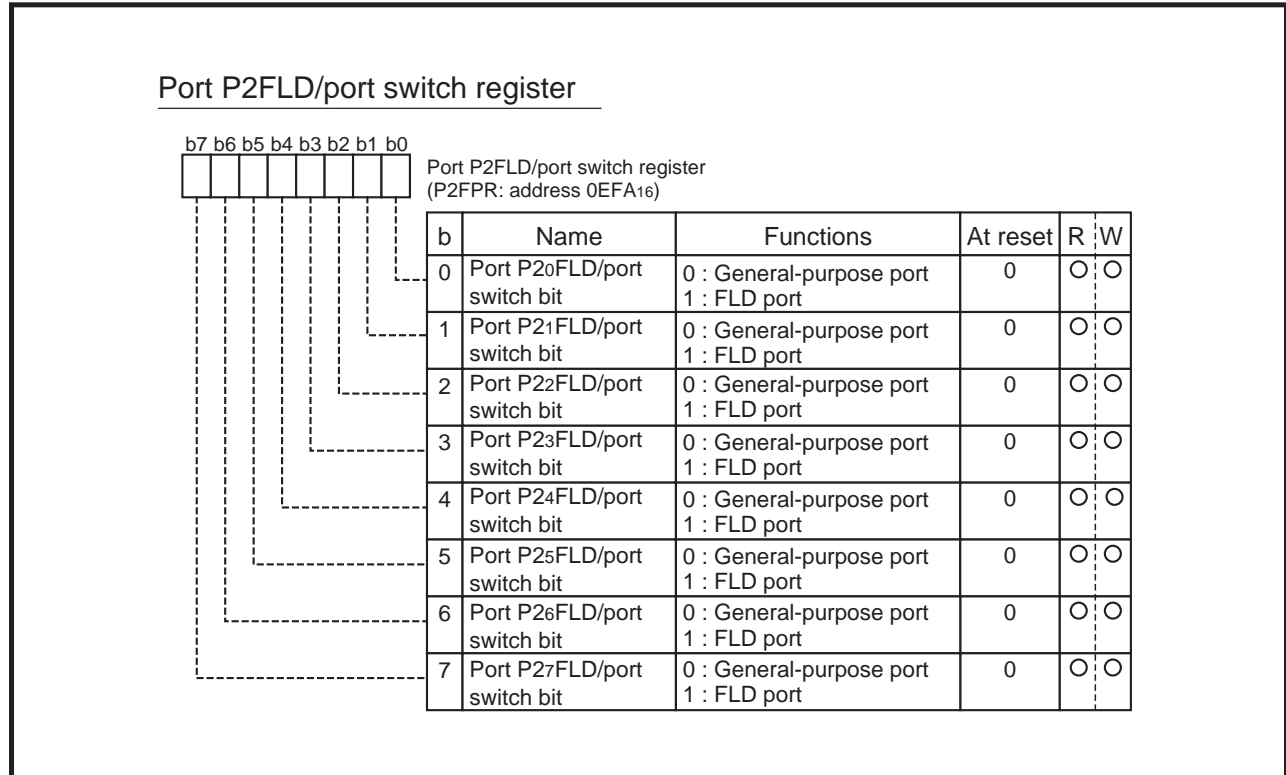 Port P2FLD/port switch register
b7 b6 b5 b4 b3 b2 b1 b0
Port P2FLD/port switch register
(P2FPR: address 0EFA16)
b Name Functions At reset R W
0 Port P20FLD/port switch bit 0 : General-purpose port 0 O O
1 : FLD port
1 Port P21FLD/port switch bit 0 : General-purpose port 0 O O
1 : FLD port
2 Port P22FLD/port switch bit 0 : General-purpose port 0 O O
1 : FLD port
3 Port P23FLD/port switch bit 0 : General-purpose port 0 O O
1 : FLD port
4 Port P24FLD/port switch bit 0 : General-purpose port 0 O O
1 : FLD port
5 Port P25FLD/port switch bit 0 : General-purpose port 0 O O
1 : FLD port
6 Port P26FLD/port switch bit 0 : General-purpose port 0 O O
1 : FLD port
7 Port P27FLD/port switch bit 0 : General-purpose port 0 O O
1 : FLD port